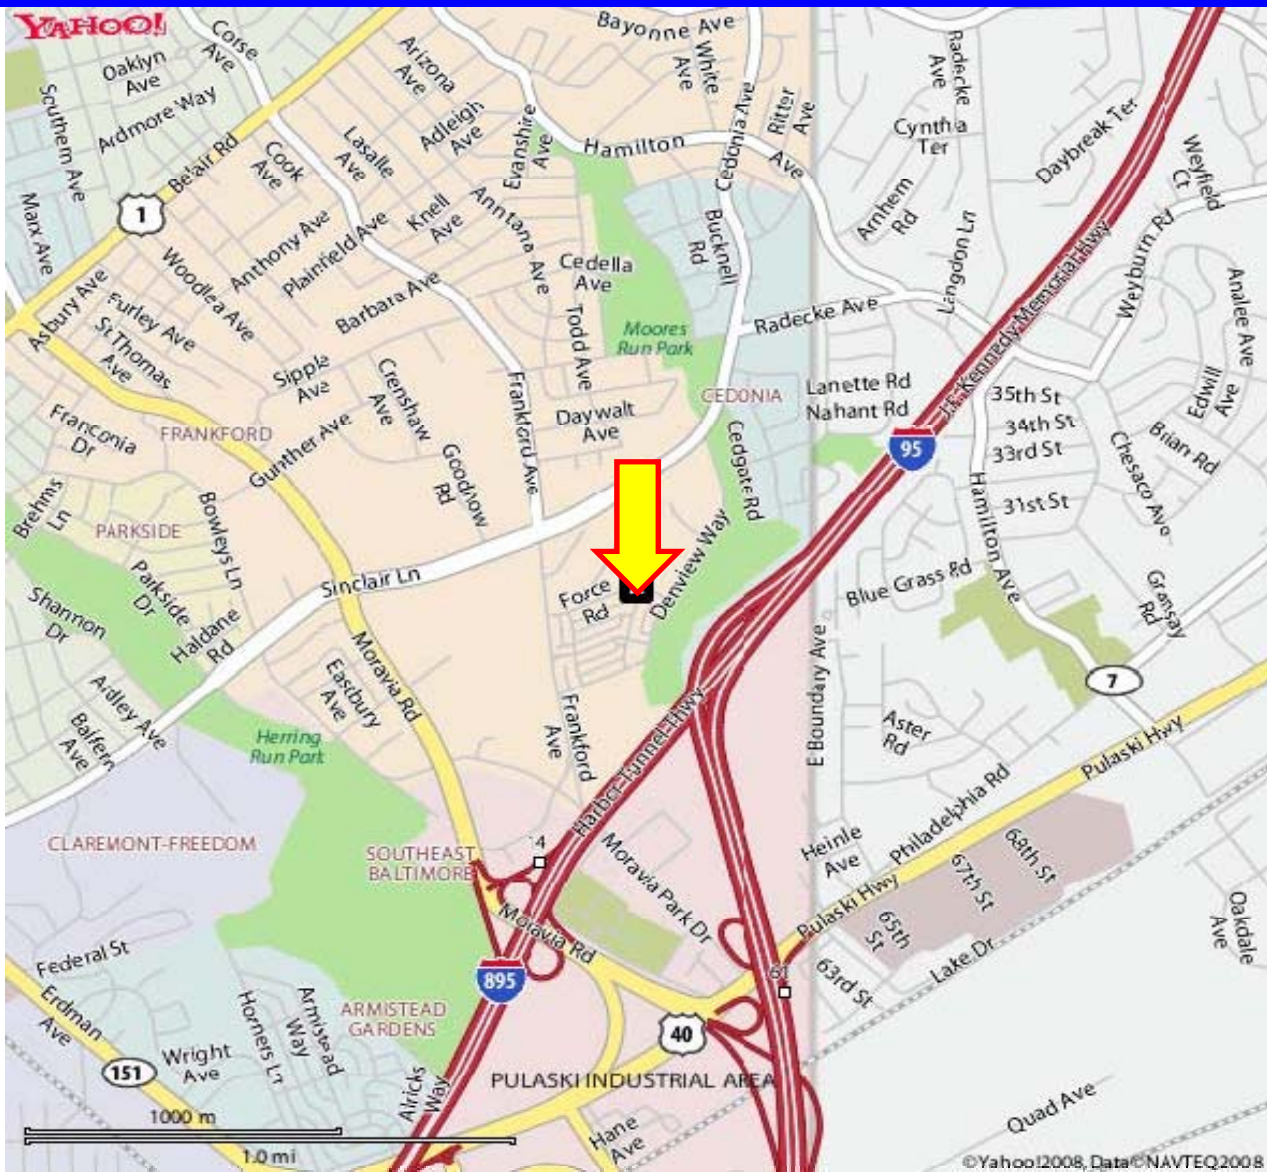 YAHOO!
Corse
Ave
Oaklyn
Ave
Ardmore Way
Southern Ave
Marx Ave
Belair Rd
1
Arizona
Ave
Adleigh
Ave
Lasalle
Ave
Cook
Ave
Evanshire
Ave
Bayonne Ave
White
Ave
Cedonia Ave
Ritter
Ave
Hamilton
Ave
Radecke
Ave
Cynthia
Ter
Daybreak Ter
Weyfield
Ct
Arnhem
Rd
Langdon Ln
Weyburn Rd
Analee Ave
Edwill
Ave
Brian Rd
Anthony Ave
Plainfield Ave
Knell
Ave
Anntana Ave
Woodlea Ave
Barbara Ave
Cedella
Ave
Todd Ave
Bucknell
Rd
Moores
Run Park
Radecke Ave
J.F. Kennedy Memorial Hwy
Asbury Ave
Furley Ave
St Thomas
Ave
Sipple
Ave
Crenshaw
Ave
Frankford Ave
Daywalt
Ave
CEDONIA
Lanette Rd
Nahant Rd
35th St
34th St
33rd St
31st St
95
Chesaco Ave
Franconia
Dr
FRANKFORD
Gunther Ave
Goodnow
Rd
Cedgate Rd
Hamilton Ave
Brehms
Ln
PARKSIDE
Bowleys Ln
Parkside
Dr
Shannon
Dr
Haldane
Rd
Sinclair Ln
Force
Rd
Denview Way
Blue Grass Rd
Gransay
Rd
7
Ardley Ave
Balfern
Ave
Eastbury
Ave
Moravia Rd
Herring
Run Park
Frankford
Ave
Harbor Tunnel Thwy
E Boundary Ave
Aster
Rd
Pulaski Hwy
Philadelphia Rd
CLAREMONT-FREEDOM
SOUTHEAST
BALTIMORE
14
Moravia Park Dr
Heinle
Ave
Pulaski Hwy
68th St
67th St
65th
St
63rd St
Lake Dr
Oakdale
Ave
Moravia Rd
61
895
40
Federal St
Erdman
Ave
Horners Ln
Armistead
Way
ARMISTEAD
GARDENS
151
Wright
Ave
Alricks
Way
PULASKI INDUSTRIAL AREA
Hane
Ave
Quad Ave
1000 m
1.0 mi
©Yahoo!2008, Data©NAVTEQ2008